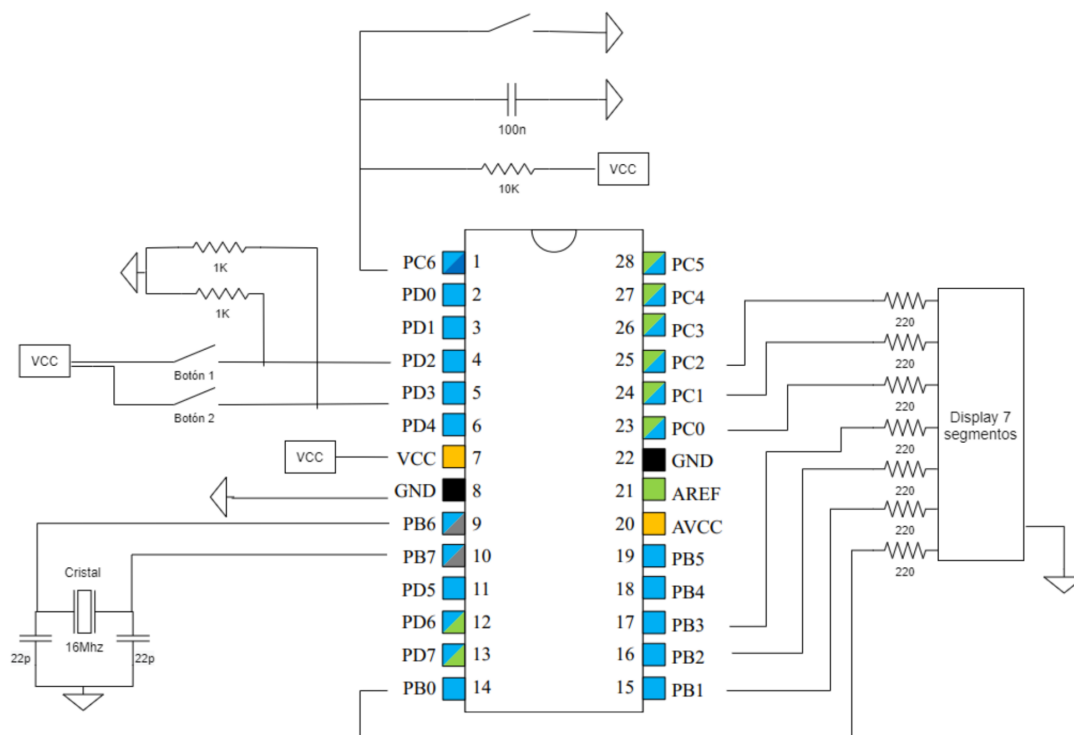 100n
10K
VCC
1K
1K
VCC
Botón 1
Botón 2
VCC
Cristal
16Mhz
22p
22p
PC6 1
PD0 2
PD1 3
PD2 4
PD3 5
PD4 6
VCC 7
GND 8
PB6 9
PB7 10
PD5 11
PD6 12
PD7 13
PB0 14
28 PC5
27 PC4
26 PC3
25 PC2
24 PC1
23 PC0
22 GND
21 AREF
20 AVCC
19 PB5
18 PB4
17 PB3
16 PB2
15 PB1
220
220
220
220
220
220
220
Display 7
segmentos